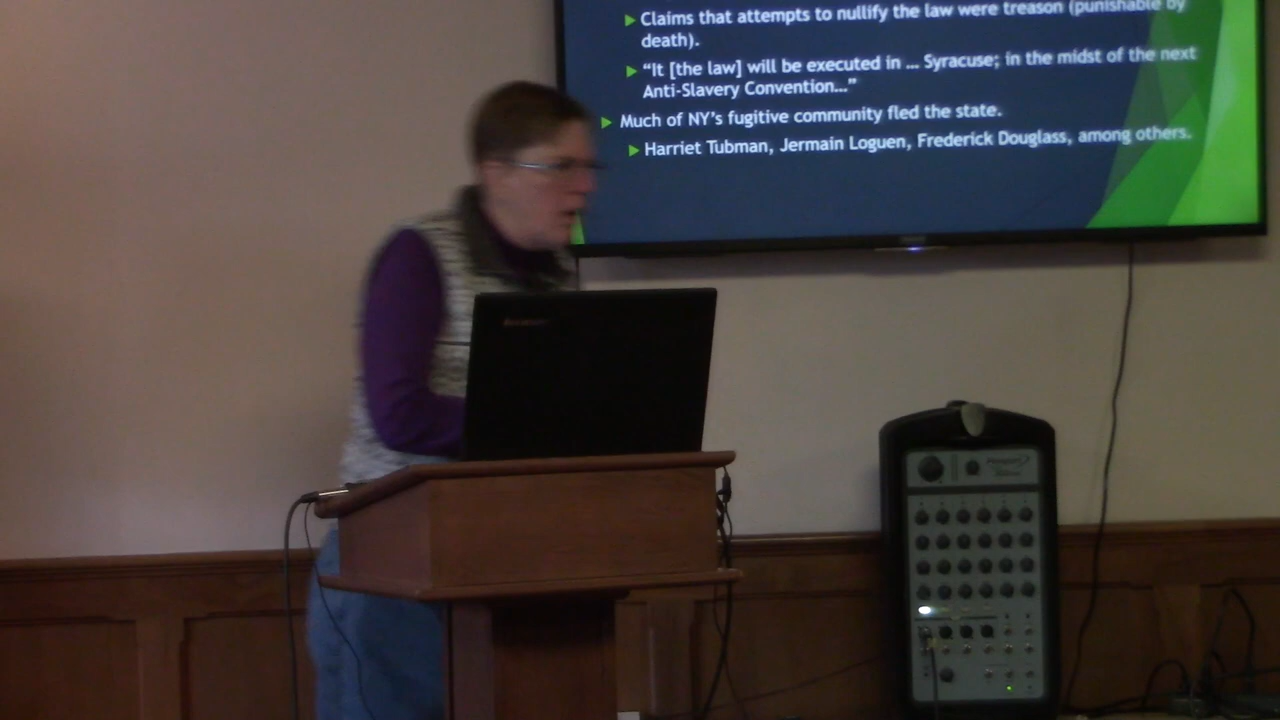 Claims that attempts to nullify the law were treason (punishable by
death).
“It [the law] will be executed in … Syracuse; in the midst of the next
Anti-Slavery Convention…”
Much of NY’s fugitive community fled the state.
Harriet Tubman, Jermain Loguen, Frederick Douglass, among others.